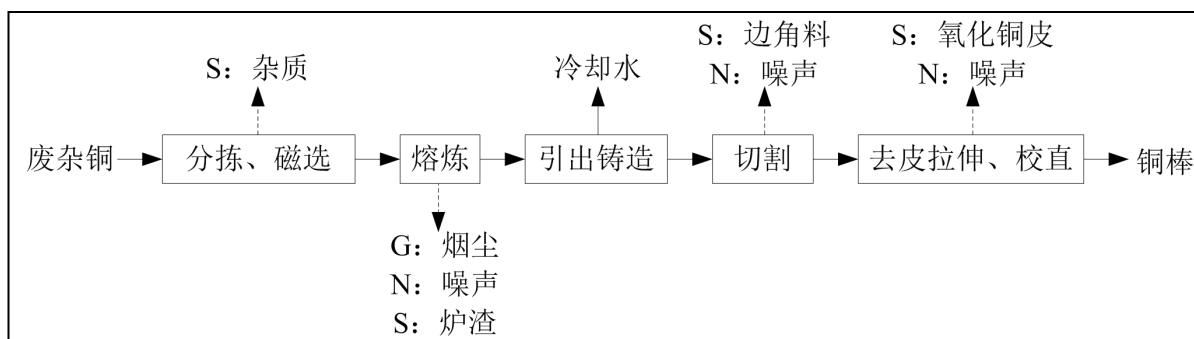 S：边角料
S：氧化铜皮
S：杂质
冷却水
N：噪声
N：噪声
废杂铜
分拣、磁选
熔炼
引出铸造
切割
去皮拉伸、校直
铜棒
G：烟尘
N：噪声
S：炉渣